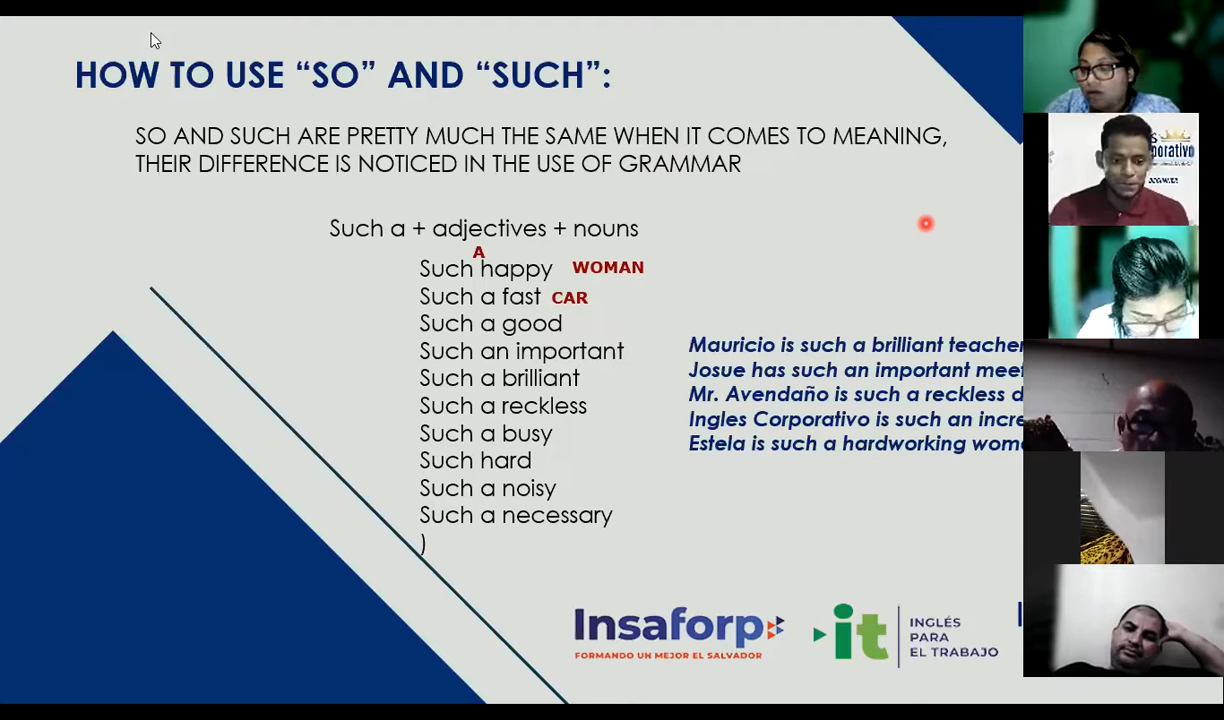 HOW TO USE “SO” AND “SUCH”:
SO AND SUCH ARE PRETTY MUCH THE SAME WHEN IT COMES TO MEANING,
THEIR DIFFERENCE IS NOTICED IN THE USE OF GRAMMAR
Such a + adjectives + nouns
A
Such happy WOMAN
Such a fast CAR
Such a good
Such an important
Such a brilliant
Such a reckless
Such a busy
Such hard
Such a noisy
Such a necessary
)
Mauricio is such a brilliant teacher
Josue has such an important
Mr. Avendaño is such a reckless
Ingles Corporativo is such an
Estela is such a hardworking
Insaforp
FORMANDO UN MEJOR EL SALVADOR
it
INGLÉS
PARA
EL TRABAJO